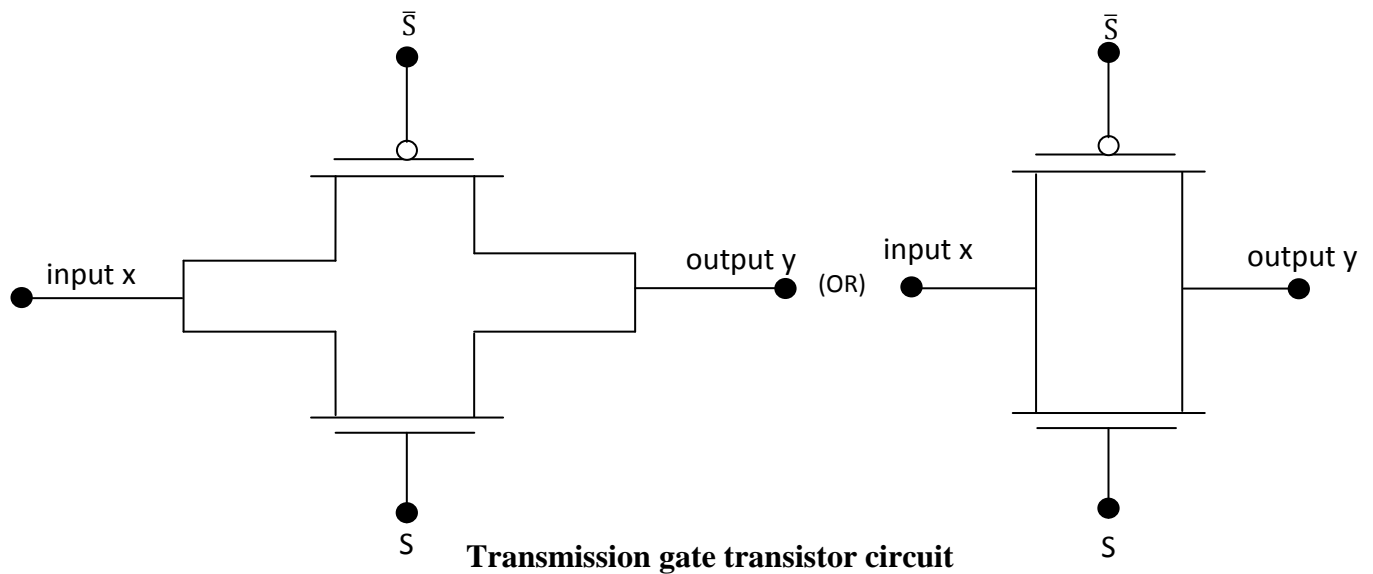 S̄
S̄
input x
output y
(OR)
input x
output y
S
S
Transmission gate transistor circuit